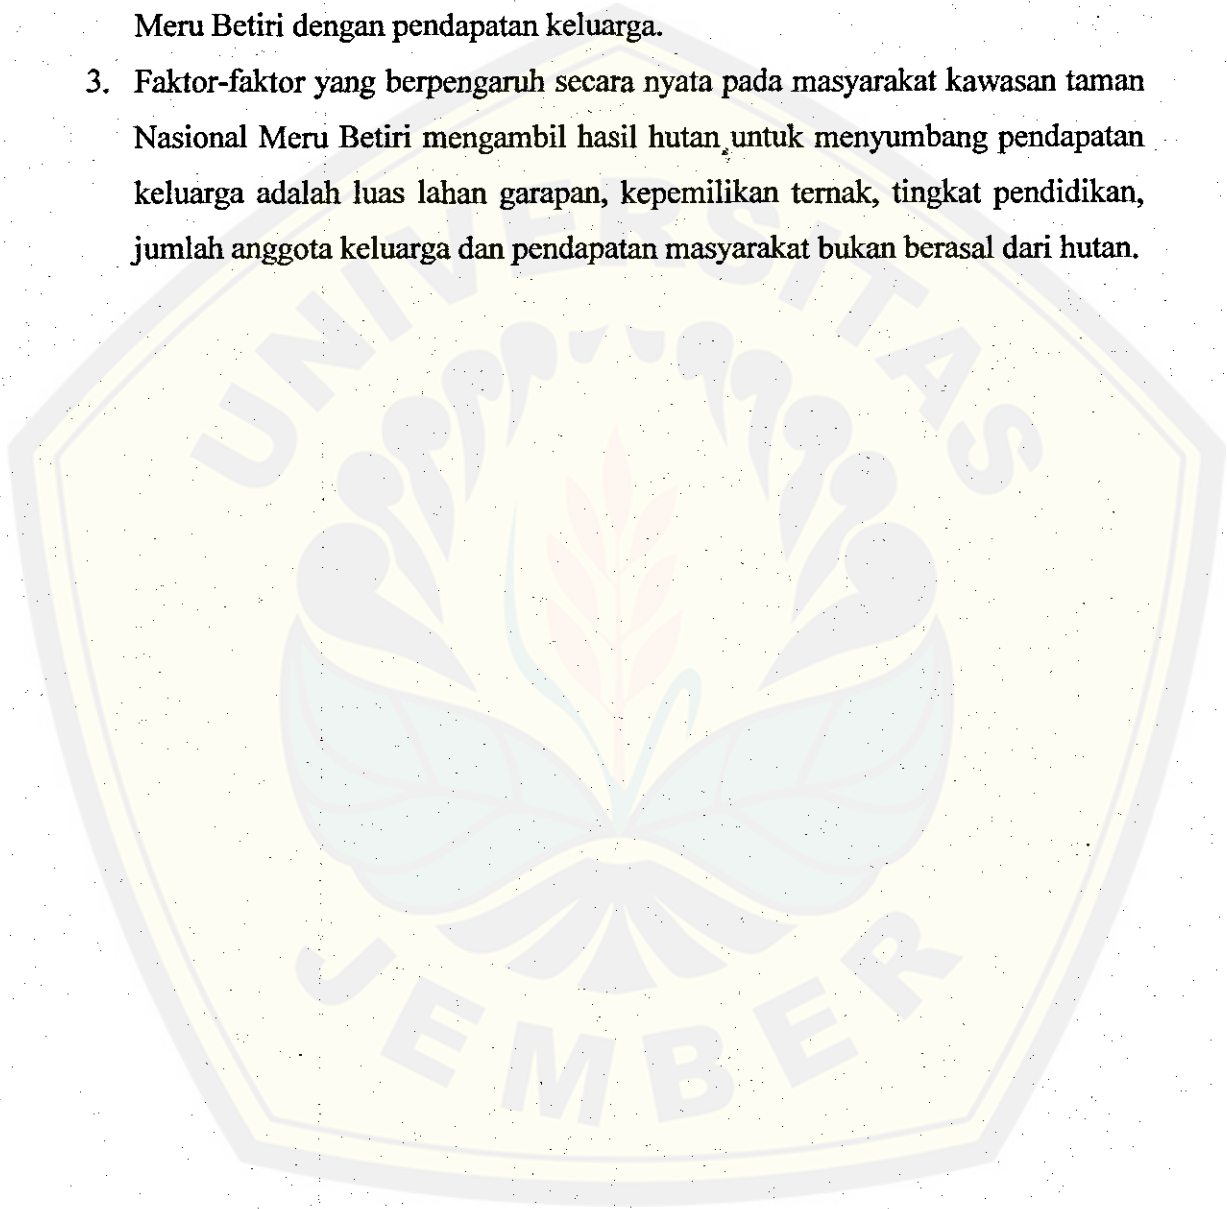 Meru Betiri dengan pendapatan keluarga.
3. Faktor-faktor yang berpengaruh secara nyata pada masyarakat kawasan taman
Nasional Meru Betiri mengambil hasil hutan untuk menyumbang pendapatan
keluarga adalah luas lahan garapan, kepemilikan ternak, tingkat pendidikan,
jumlah anggota keluarga dan pendapatan masyarakat bukan berasal dari hutan.
UNIVERSITAS
JEMBER